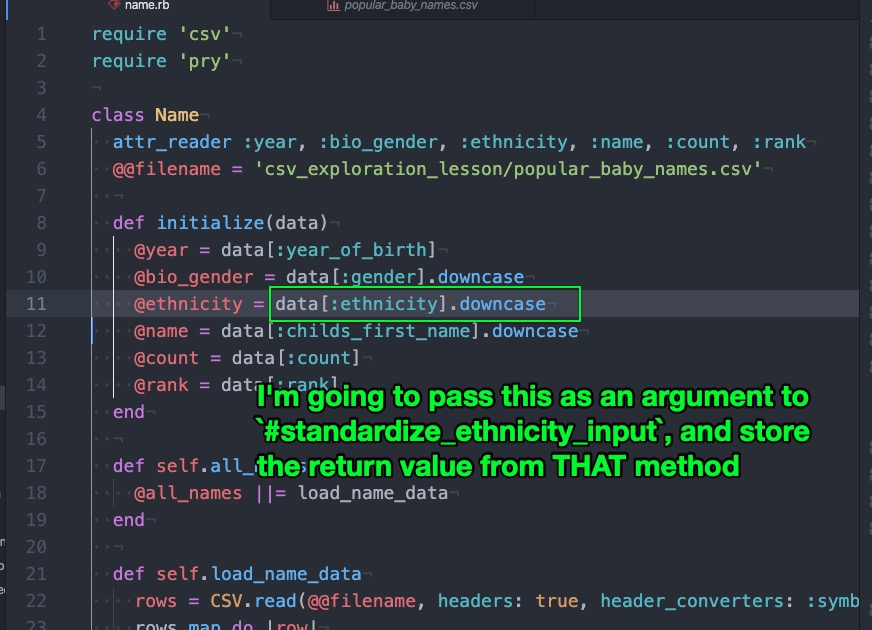 name.rb popular_baby_names.csv
1 require 'csv'
2 require 'pry'
3
4 class Name
5 attr_reader :year, :bio_gender, :ethnicity, :name, :count, :rank
6 @@filename = 'csv_exploration_lesson/popular_baby_names.csv'
7
8 def initialize(data)
9 @year = data[:year_of_birth]
10 @bio_gender = data[:gender].downcase
11 @ethnicity = data[:ethnicity].downcase
12 @name = data[:childs_first_name].downcase
13 @count = data[:count]
14 @rank = data[:rank]
I'm going to pass this as an argument to
15 end
`#standardize_ethnicity_input`, and store
16
17 def self.all_
the return value from THAT method
18 @all_names ||= load_name_data
19 end
20
21 def self.load_name_data
22 rows = CSV.read(@@filename, headers: true, header_converters: :symb
23 rows.map do |row|